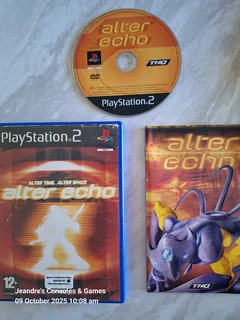 alter
echo
THQ
DVD
PlayStation.2
PlayStation.2
ALTER TIME, ALTER SPACE
alter echo
12+
alter
echo
THQ
Jeandre's Consoles & Games
09 October 2025 10:08 am